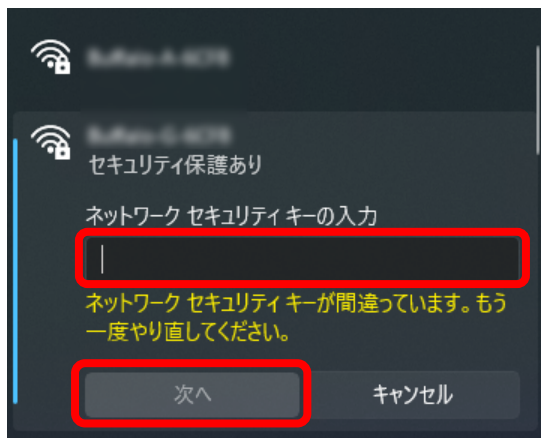 セキュリティ保護あり
ネットワーク セキュリティ キーの入力
ネットワーク セキュリティ キーが間違っています。もう
一度やり直してください。
次へ
キャンセル